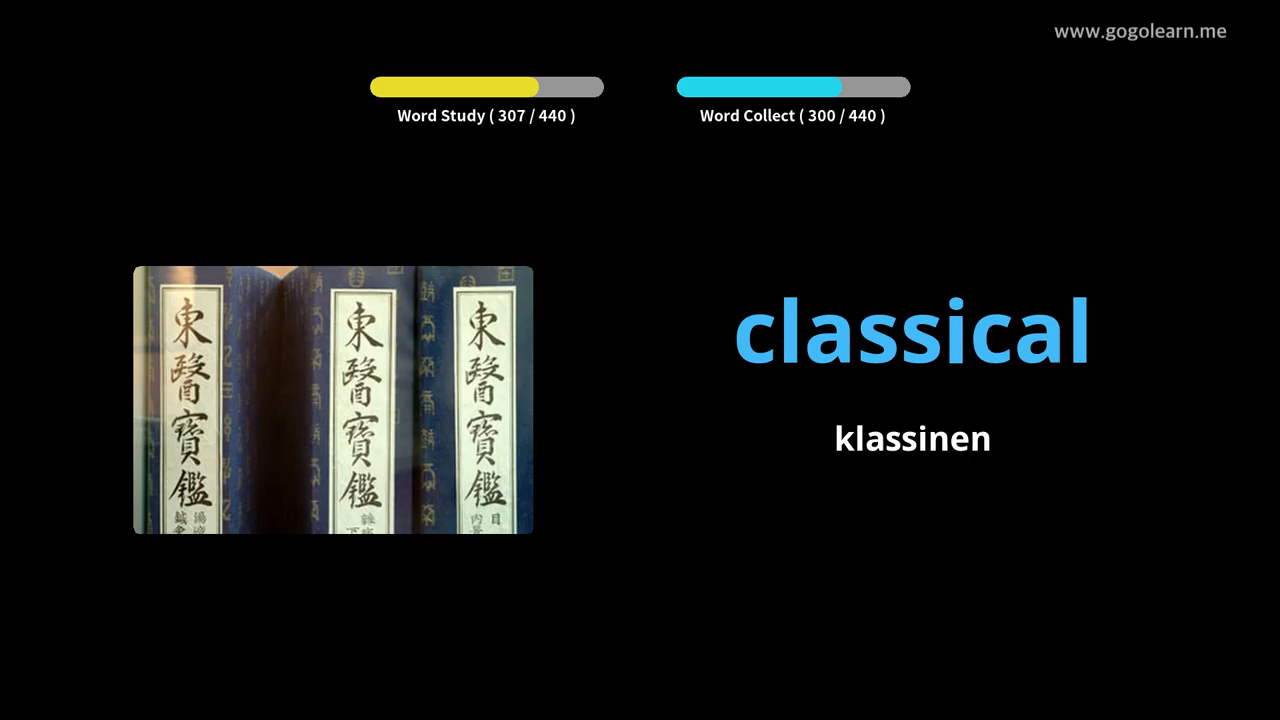 www.gogolearn.me
Word Study ( 307 / 440 )
Word Collect ( 300 / 440 )
東醫寶鑑
東醫寶鑑
東醫寶鑑
classical
klassinen